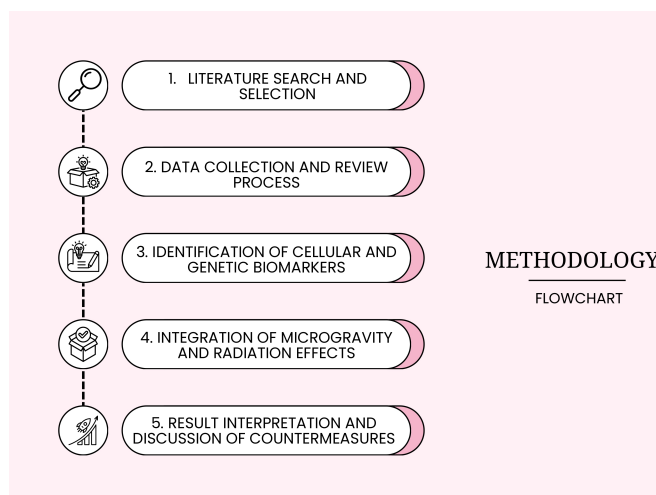 1. LITERATURE SEARCH AND
SELECTION
2. DATA COLLECTION AND REVIEW
PROCESS
3. IDENTIFICATION OF CELLULAR AND
GENETIC BIOMARKERS
4. INTEGRATION OF MICROGRAVITY
AND RADIATION EFFECTS
5. RESULT INTERPRETATION AND
DISCUSSION OF COUNTERMEASURES
METHODOLOGY
FLOWCHART